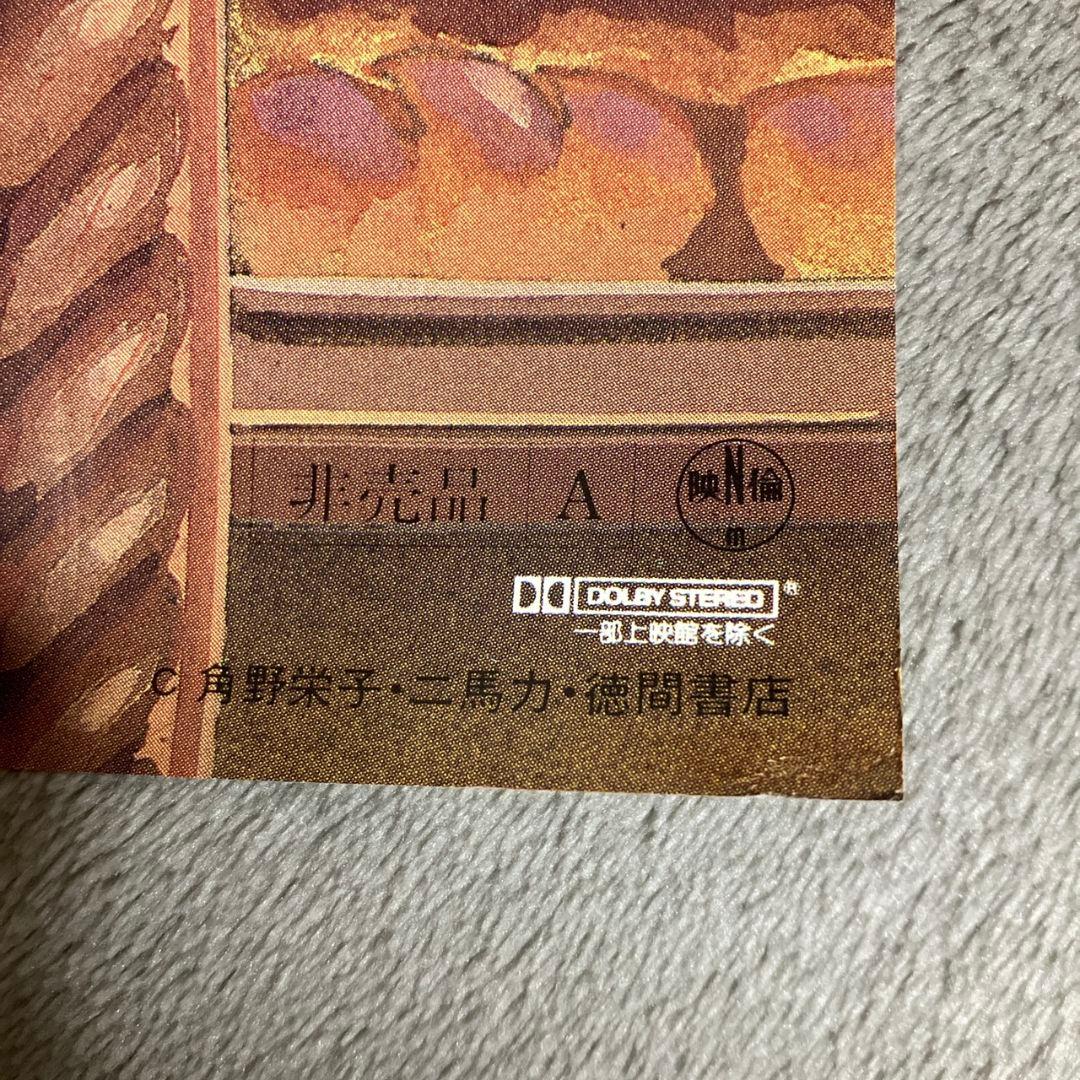 非売品 A 映N倫 m
DOLBY STEREO ®
一部上映館を除く
C 角野栄子・二馬力・徳間書店